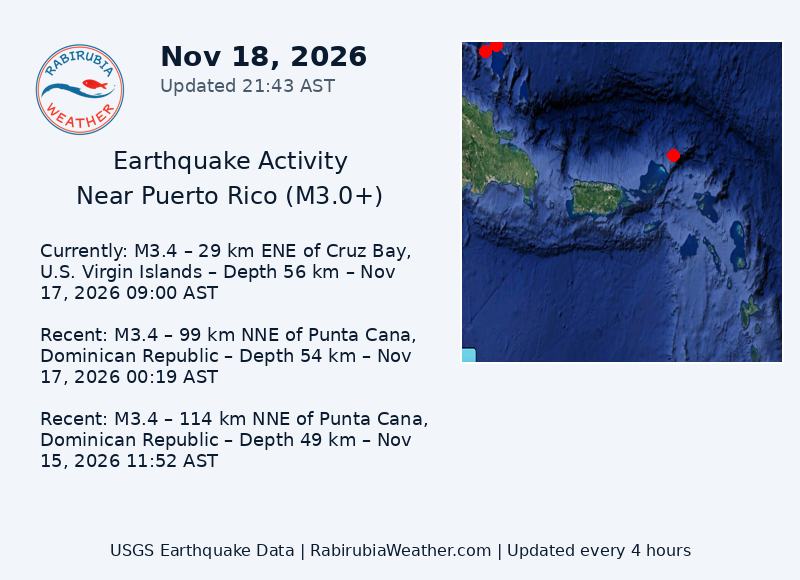 RABIRUBIA
WEATHER
Nov 18, 2026
Updated 21:43 AST
Earthquake Activity
Near Puerto Rico (M3.0+)
Currently: M3.4 – 29 km ENE of Cruz Bay,
U.S. Virgin Islands – Depth 56 km – Nov
17, 2026 09:00 AST
Recent: M3.4 – 99 km NNE of Punta Cana,
Dominican Republic – Depth 54 km – Nov
17, 2026 00:19 AST
Recent: M3.4 – 114 km NNE of Punta Cana,
Dominican Republic – Depth 49 km – Nov
15, 2026 11:52 AST
USGS Earthquake Data | RabirubiaWeather.com | Updated every 4 hours